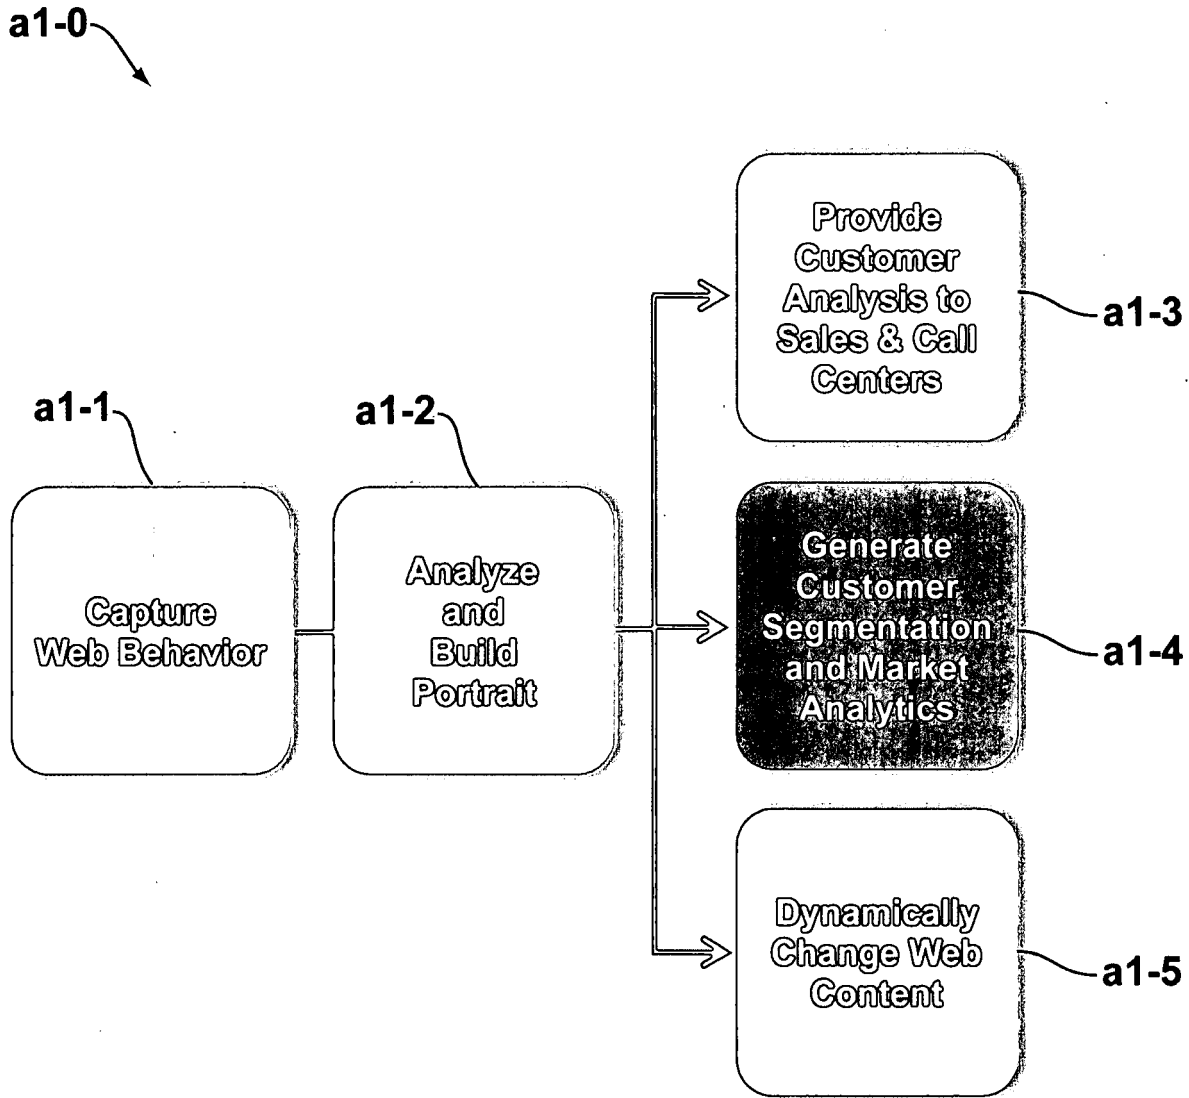 a1-0
a1-1
Capture
Web Behavior
a1-2
Analyze
and
Build
Portrait
Provide
Customer
Analysis to
Sales & Call
Centers
a1-3
Generate
Customer
Segmentation
and Market
Analytics
a1-4
Dynamically
Change Web
Content
a1-5